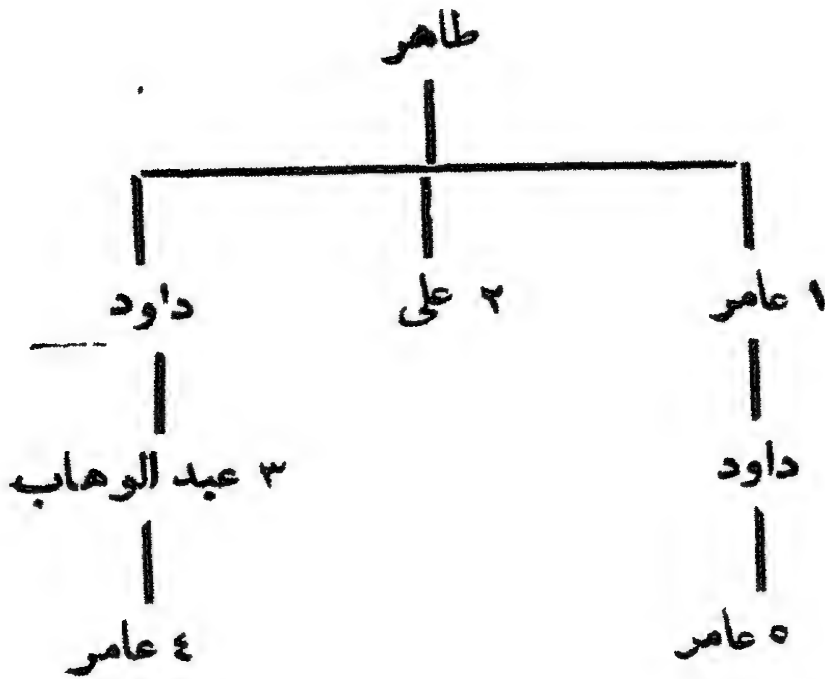 طاهر
١ عامر ٢ على داود
داود ٣ عبد الوهاب
٥ عامر ٤ عامر